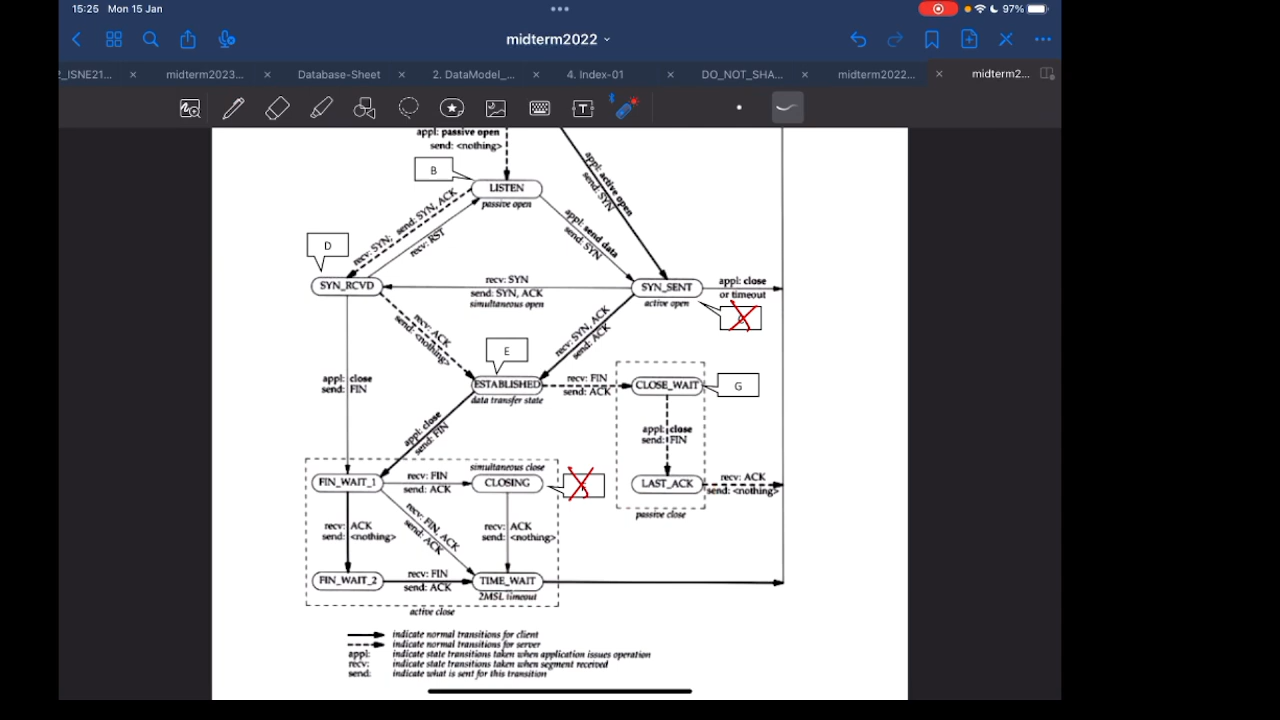 15:25 Mon 15 Jan
97%
midterm2022
P_ISNE21...
midterm2023...
Database-Sheet
2. DataModel_...
4. Index-01
DO_NOT_SHA...
midterm2022...
midterm2...
appl: passive open
send: <nothing>
appl: active open
send: SYN
B
LISTEN
passive open
recv: SYN; send: SYN, ACK
recv: RST
appl: send data
send: SYN
D
SYN_RCVD
recv: SYN
send: SYN, ACK
simultaneous open
SYN_SENT
active open
appl: close
or timeout
recv: ACK
send: <nothing>
recv: SYN, ACK
send: ACK
E
ESTABLISHED
data transfer state
recv: FIN
send: ACK
CLOSE_WAIT
G
appl: close
send: FIN
appl: close
send: FIN
appl: close
send: FIN
simultaneous close
FIN_WAIT_1
recv: FIN
send: ACK
CLOSING
LAST_ACK
recv: ACK
send: <nothing>
passive close
recv: ACK
send: <nothing>
recv: FIN, ACK
send: ACK
recv: ACK
send: <nothing>
FIN_WAIT_2
recv: FIN
send: ACK
TIME_WAIT
2MSL timeout
active close
indicate normal transitions for client
indicate normal transitions for server
appl: indicate state transitions taken when application issues operation
recv: indicate state transitions taken when segment received
send: indicate what is sent for this transition